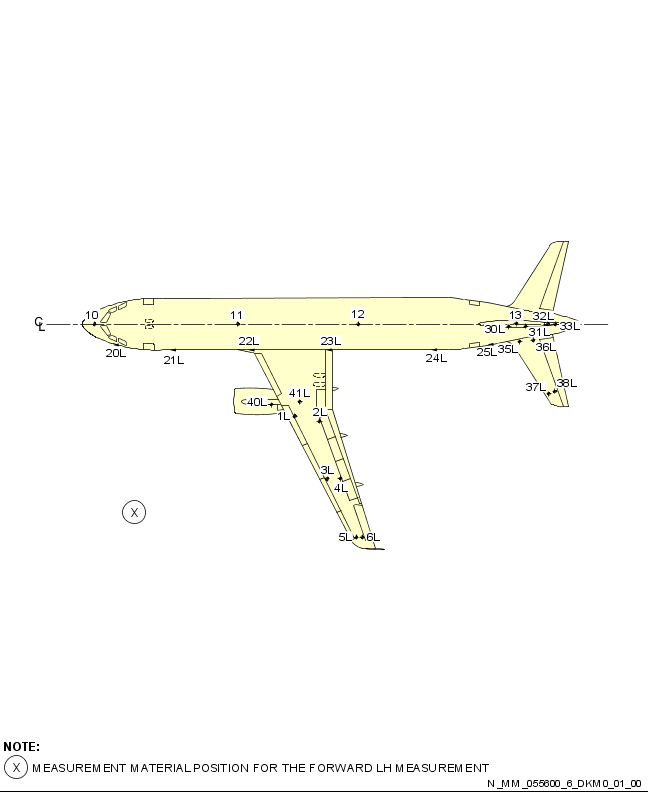 32L
10 11 12 13
CL 33L
30L 31L
23L
22L 35L 36L
20L 21L 24L 25L
37L 38L
41L
40L
1L 2L
3L
4L
X
5L 6L
NOTE:
X MEASUREMENT MATERIAL POSITION FOR THE FORWARD LH MEASUREMENT
N_MM_055600_6_DKM0_01_00